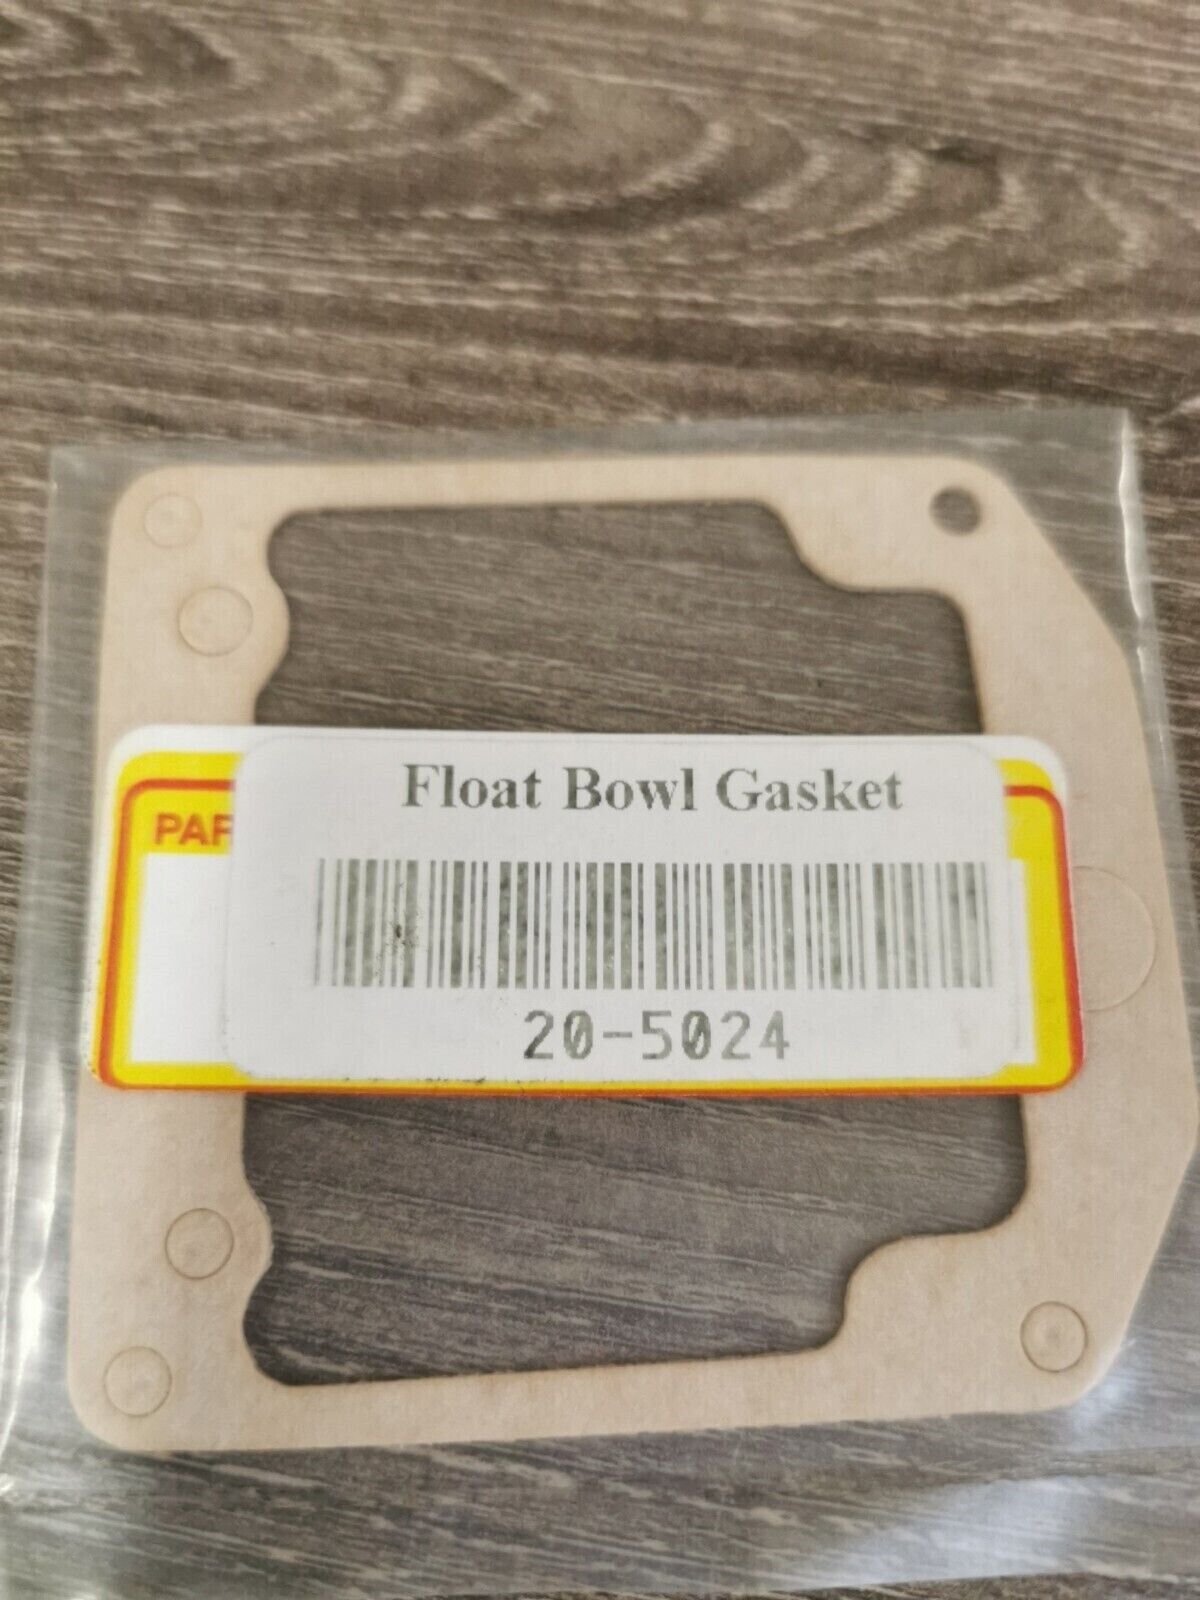 Float Bowl Gasket
PAR
20-5024